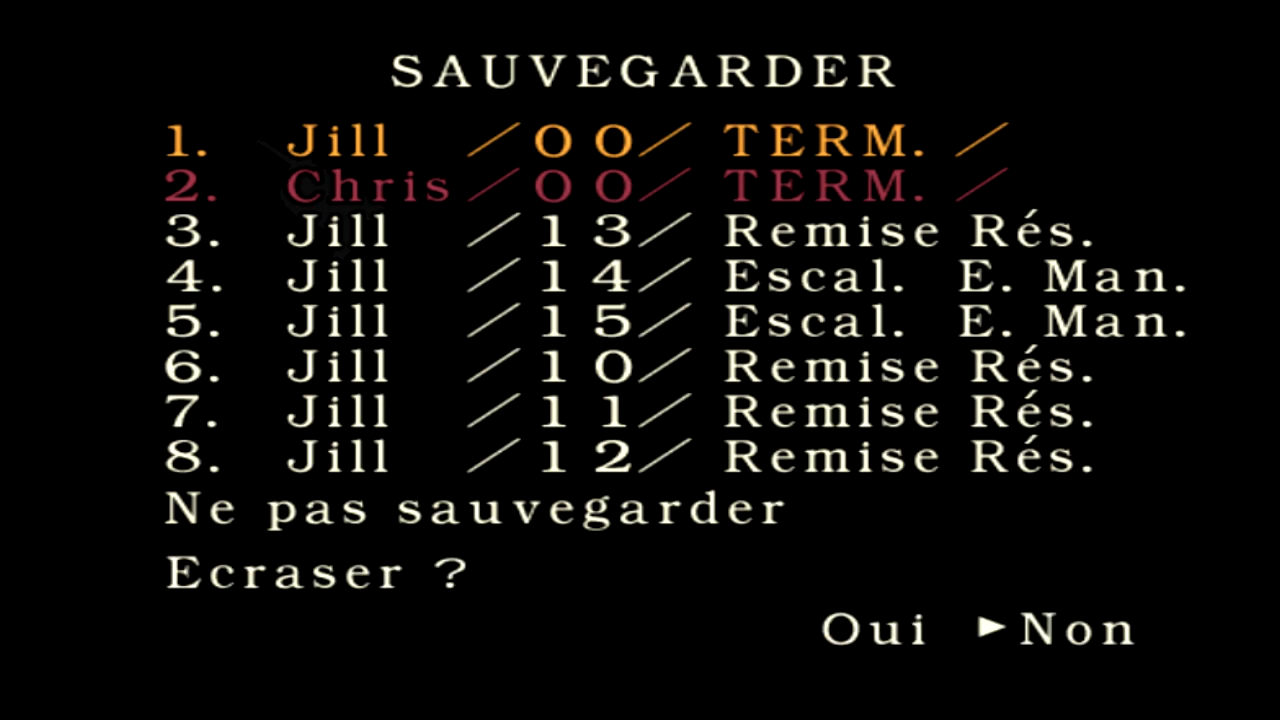 SAUVEGARDER
1. Jill ／00／ TERM. ／
2. Chris／00／ TERM. ／
3. Jill ／13／ Remise Rés.
4. Jill ／14／ Escal. E. Man.
5. Jill ／15／ Escal. E. Man.
6. Jill ／10／ Remise Rés.
7. Jill ／11／ Remise Rés.
8. Jill ／12／ Remise Rés.
Ne pas sauvegarder
Ecraser ?
Oui ►Non